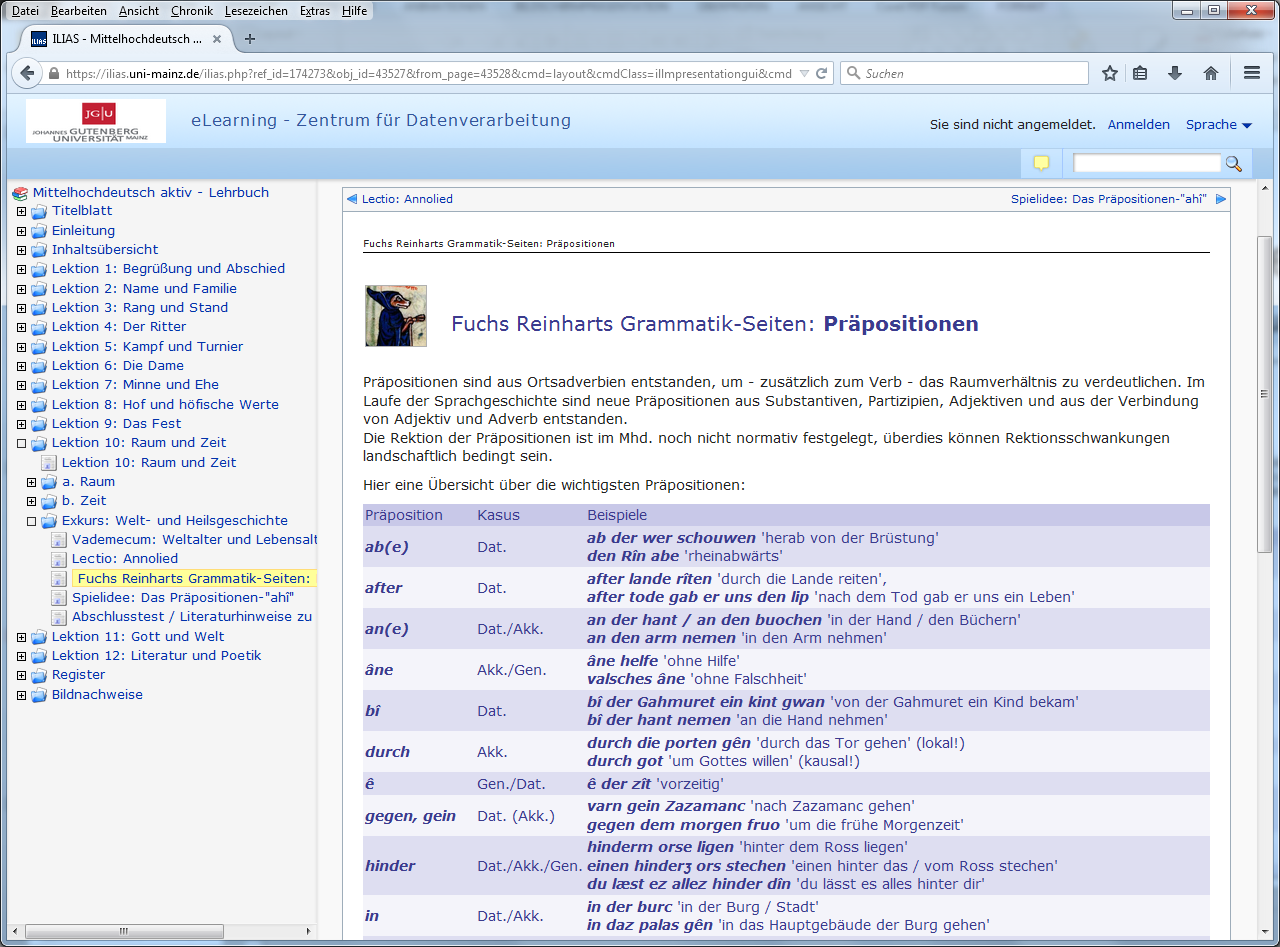 Datei Bearbeiten Ansicht Chronik Lesezeichen Extras Hilfe
ILIAS - Mittelhochdeutsch ...
https://ilias.uni-mainz.de/ilias.php?ref_id=174273&obj_id=43527&from_page=43528&cmd=layout&cmdClass=illmpresentationgui&cmd
Suchen
JG|U
JOHANNES GUTENBERG
UNIVERSITÄT MAINZ
eLearning - Zentrum für Datenverarbeitung
Sie sind nicht angemeldet. Anmelden Sprache
Mittelhochdeutsch aktiv - Lehrbuch
Titelblatt
Einleitung
Inhaltsübersicht
Lektion 1: Begrüßung und Abschied
Lektion 2: Name und Familie
Lektion 3: Rang und Stand
Lektion 4: Der Ritter
Lektion 5: Kampf und Turnier
Lektion 6: Die Dame
Lektion 7: Minne und Ehe
Lektion 8: Hof und höfische Werte
Lektion 9: Das Fest
Lektion 10: Raum und Zeit
Lektion 10: Raum und Zeit
a. Raum
b. Zeit
Exkurs: Welt- und Heilsgeschichte
Vademecum: Weltalter und Lebensalt
Lectio: Annolied
Fuchs Reinharts Grammatik-Seiten:
Spielidee: Das Präpositionen-"ahî"
Abschlusstest / Literaturhinweise zu
Lektion 11: Gott und Welt
Lektion 12: Literatur und Poetik
Register
Bildnachweise
Lectio: Annolied
Spielidee: Das Präpositionen-"ahî"
Fuchs Reinharts Grammatik-Seiten: Präpositionen
Fuchs Reinharts Grammatik-Seiten: Präpositionen
Präpositionen sind aus Ortsadverbien entstanden, um - zusätzlich zum Verb - das Raumverhältnis zu verdeutlichen. Im
Laufe der Sprachgeschichte sind neue Präpositionen aus Substantiven, Partizipien, Adjektiven und aus der Verbindung
von Adjektiv und Adverb entstanden.
Die Rektion der Präpositionen ist im Mhd. noch nicht normativ festgelegt, überdies können Rektionsschwankungen
landschaftlich bedingt sein.
Hier eine Übersicht über die wichtigsten Präpositionen:
Präposition Kasus Beispiele
ab(e) Dat. ab der wer schouwen 'herab von der Brüstung'
den Rîn abe 'rheinabwärts'
after Dat. after lande rîten 'durch die Lande reiten',
after tode gab er uns den lip 'nach dem Tod gab er uns ein Leben'
an(e) Dat./Akk. an der hant / an den buochen 'in der Hand / den Büchern'
an den arm nemen 'in den Arm nehmen'
âne Akk./Gen. âne helfe 'ohne Hilfe'
valsches âne 'ohne Falschheit'
bî Dat. bî der Gahmuret ein kint gwan 'von der Gahmuret ein Kind bekam'
bî der hant nemen 'an die Hand nehmen'
durch Akk. durch die porten gên 'durch das Tor gehen' (lokal!)
durch got 'um Gottes willen' (kausal!)
ê Gen./Dat. ê der zît 'vorzeitig'
gegen, gein Dat. (Akk.) varn gein Zazamanc 'nach Zazamanc gehen'
gegen dem morgen fruo 'um die frühe Morgenzeit'
hinder Dat./Akk./Gen. hinderm orse ligen 'hinter dem Ross liegen'
einen hinderʒ ors stechen 'einen hinter das / vom Ross stechen'
du læst ez allez hinder dîn 'du lässt es alles hinter dir'
in Dat./Akk. in der burc 'in der Burg / Stadt'
in daz palas gên 'in das Hauptgebäude der Burg gehen'